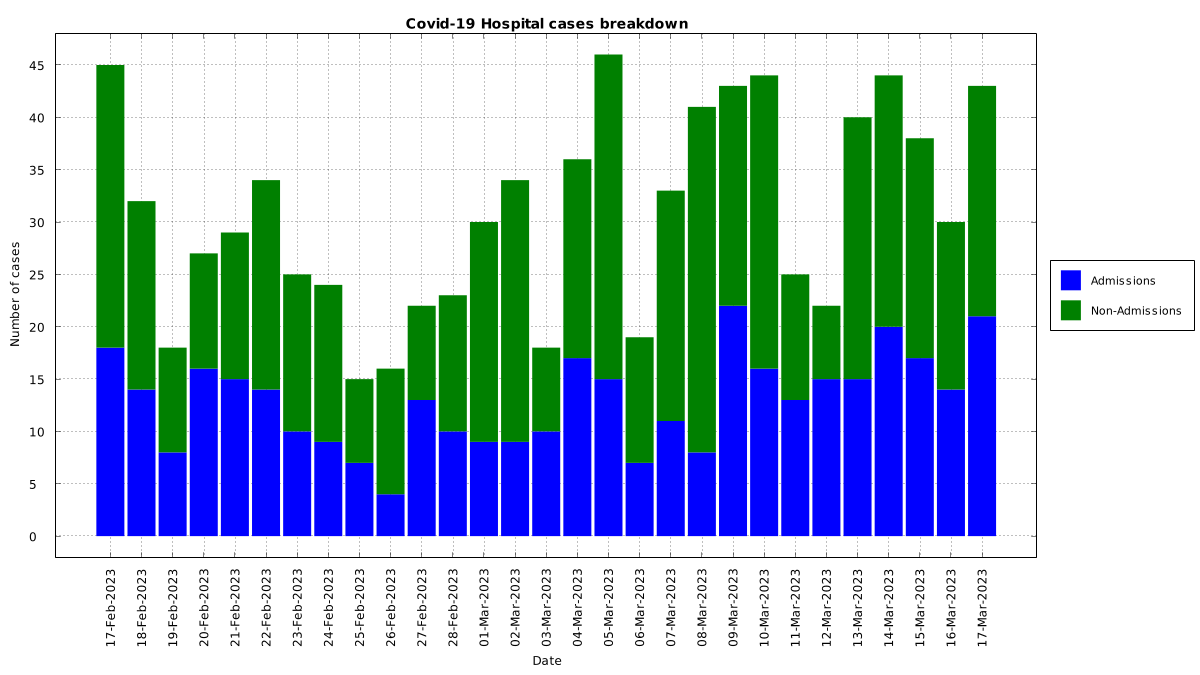 Covid-19 Hospital cases breakdown
45
40
35
30
25
20
15
10
5
0
Number of cases
Admissions
Non-Admissions
17-Feb-2023
18-Feb-2023
19-Feb-2023
20-Feb-2023
21-Feb-2023
22-Feb-2023
23-Feb-2023
24-Feb-2023
25-Feb-2023
26-Feb-2023
27-Feb-2023
28-Feb-2023
01-Mar-2023
02-Mar-2023
03-Mar-2023
04-Mar-2023
05-Mar-2023
06-Mar-2023
07-Mar-2023
08-Mar-2023
09-Mar-2023
10-Mar-2023
11-Mar-2023
12-Mar-2023
13-Mar-2023
14-Mar-2023
15-Mar-2023
16-Mar-2023
17-Mar-2023
Date